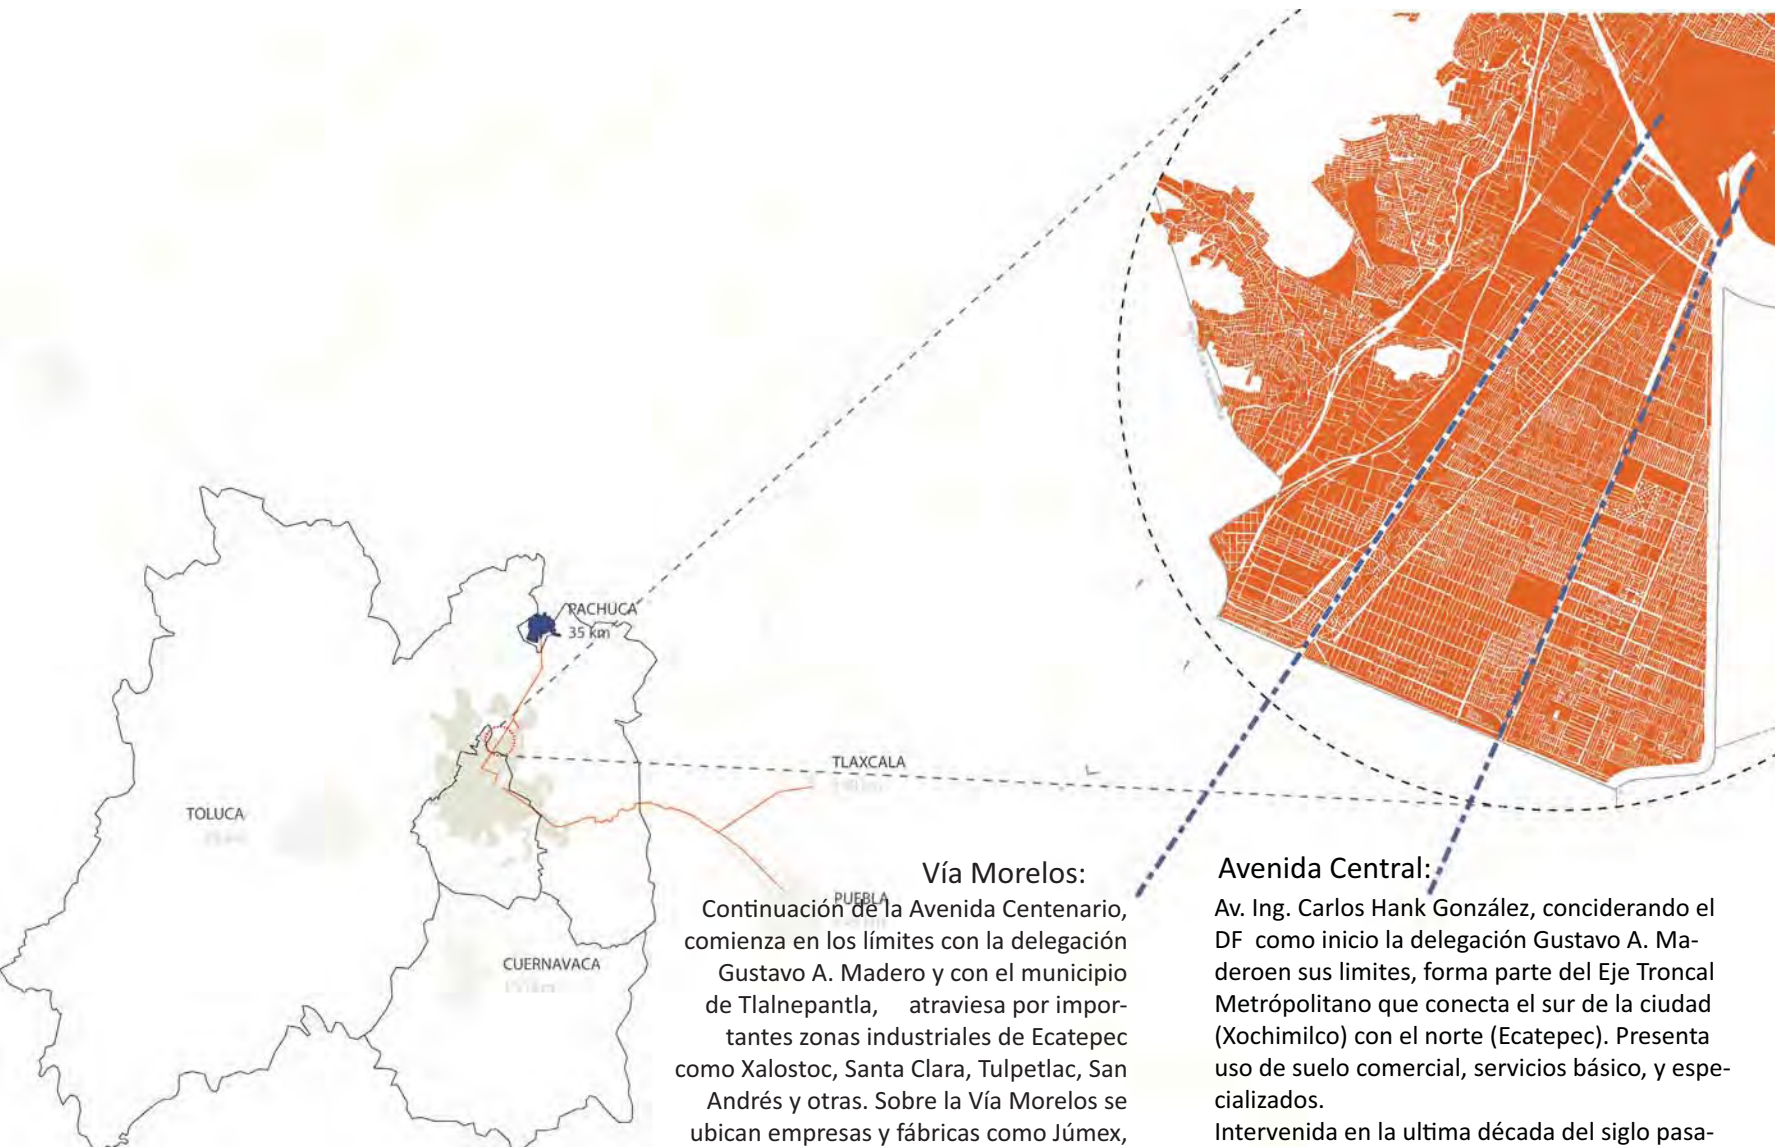 PACHUCA
35 km
TLAXCALA
TOLUCA
PUEBLA
CUERNAVACA
Vía Morelos:
Continuación de la Avenida Centenario,
comienza en los límites con la delegación
Gustavo A. Madero y con el municipio
de Tlalnepantla, atraviesa por impor-
tantes zonas industriales de Ecatepec
como Xalostoc, Santa Clara, Tulpetlac, San
Andrés y otras. Sobre la Vía Morelos se
ubican empresas y fábricas como Júmex,
Avenida Central:
Av. Ing. Carlos Hank González, conciderando el
DF como inicio la delegación Gustavo A. Ma-
deroen sus limites, forma parte del Eje Troncal
Metrópolitano que conecta el sur de la ciudad
(Xochimilco) con el norte (Ecatepec). Presenta
uso de suelo comercial, servicios básico, y espe-
cializados.
Intervenida en la ultima década del siglo pasa-